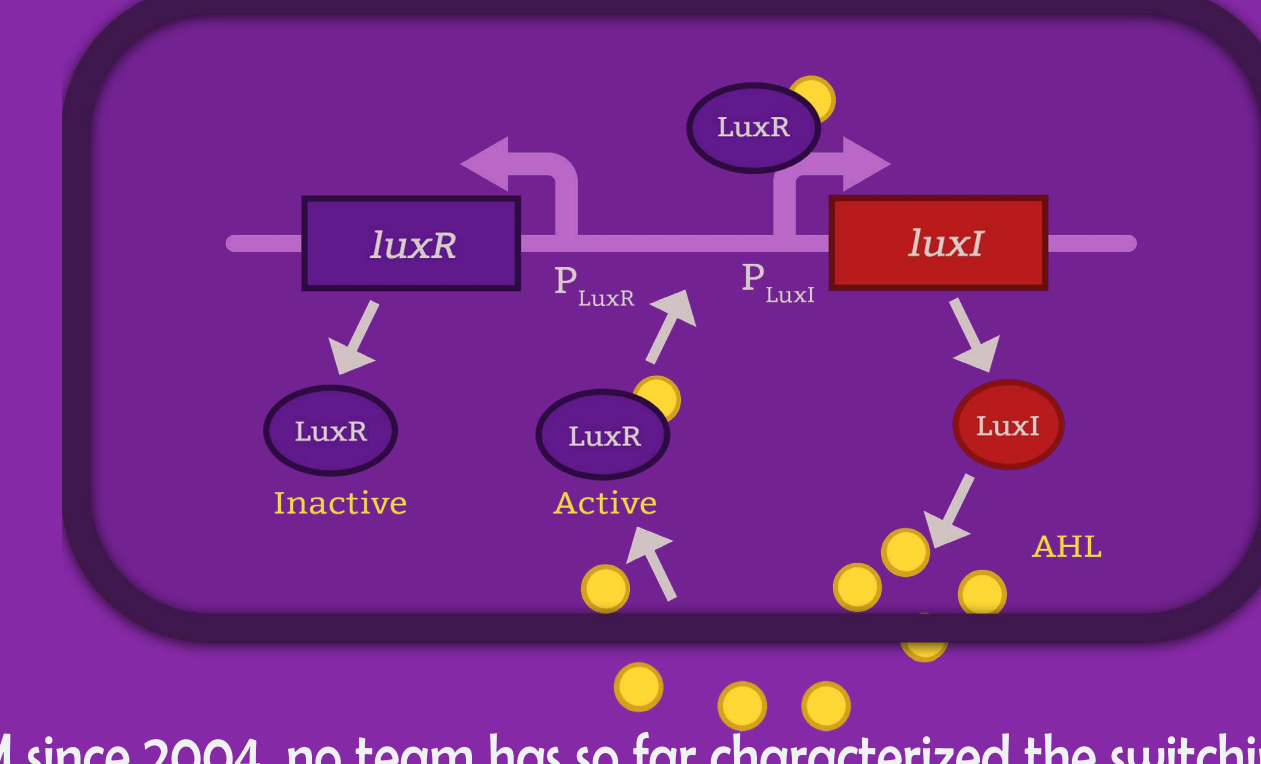 LuxR
luxR
luxI
P LuxR
P LuxI
LuxR
LuxR
LuxI
Inactive
Active
AHL
since 2004, no team has so far characterized the